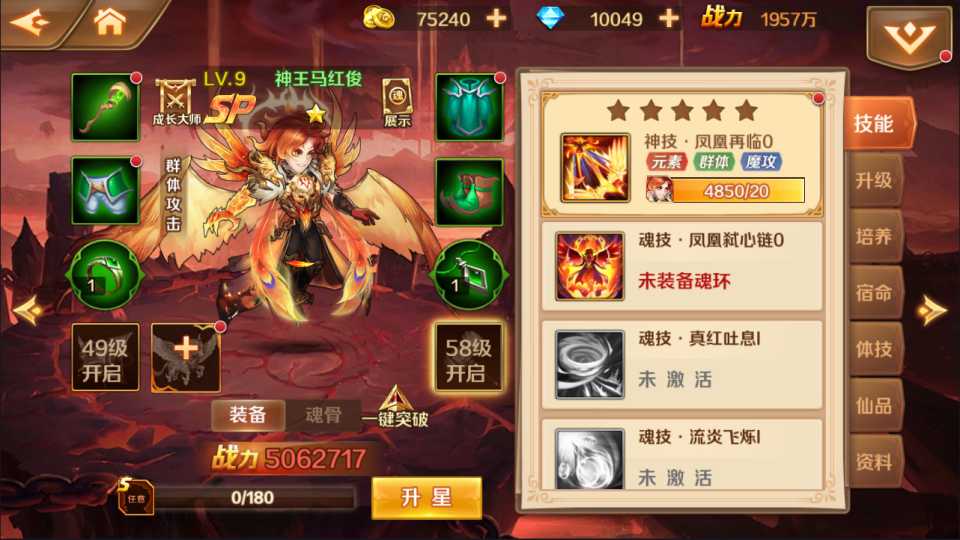 75240
10049
战力 1957万
LV.9 神王马红俊
成长大师
SP
魂
展示
群体攻击
1
1
49级
开启
58级
开启
装备
魂骨
一键突破
战力 5062717
5
任意
0/180
升星
神技·凤凰再临0
元素 群体 魔攻
4850/20
魂技·凤凰弑心链0
未装备魂环
魂技·真红吐息I
未激活
魂技·流炎飞烁I
未激活
技能
升级
培养
宿命
体技
仙品
资料